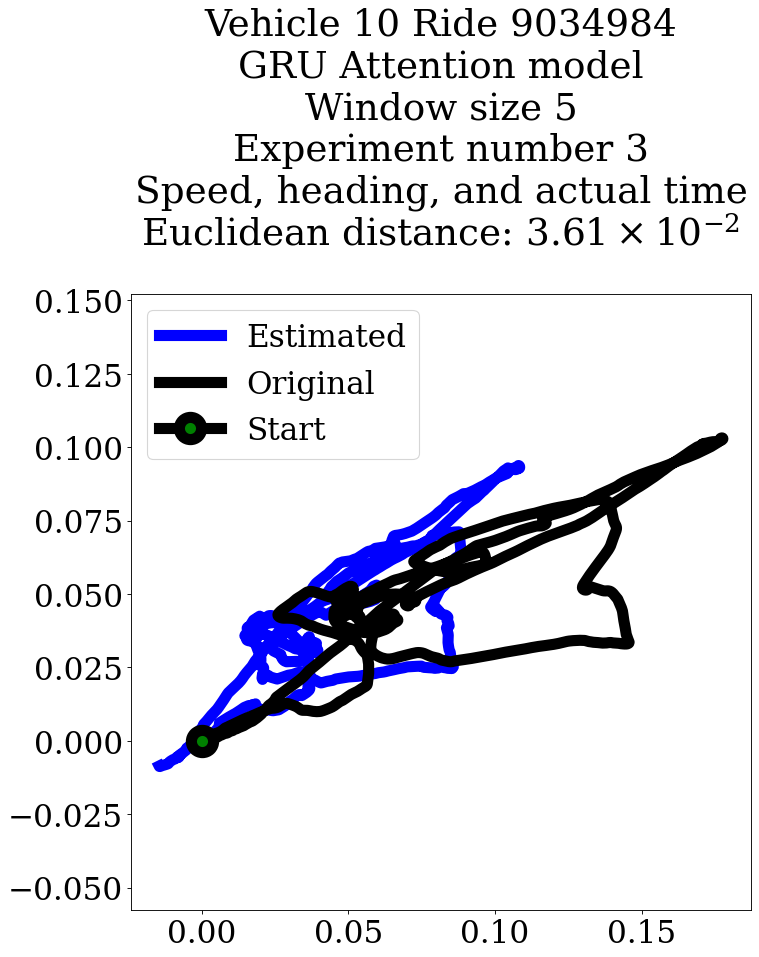 Vehicle 10 Ride 9034984
GRU Attention model
Window size 5
Experiment number 3
Speed, heading, and actual time
Euclidean distance: 3.61 × 10⁻²
Estimated
Original
Start
0.150
0.125
0.100
0.075
0.050
0.025
0.000
−0.025
−0.050
0.00 0.05 0.10 0.15